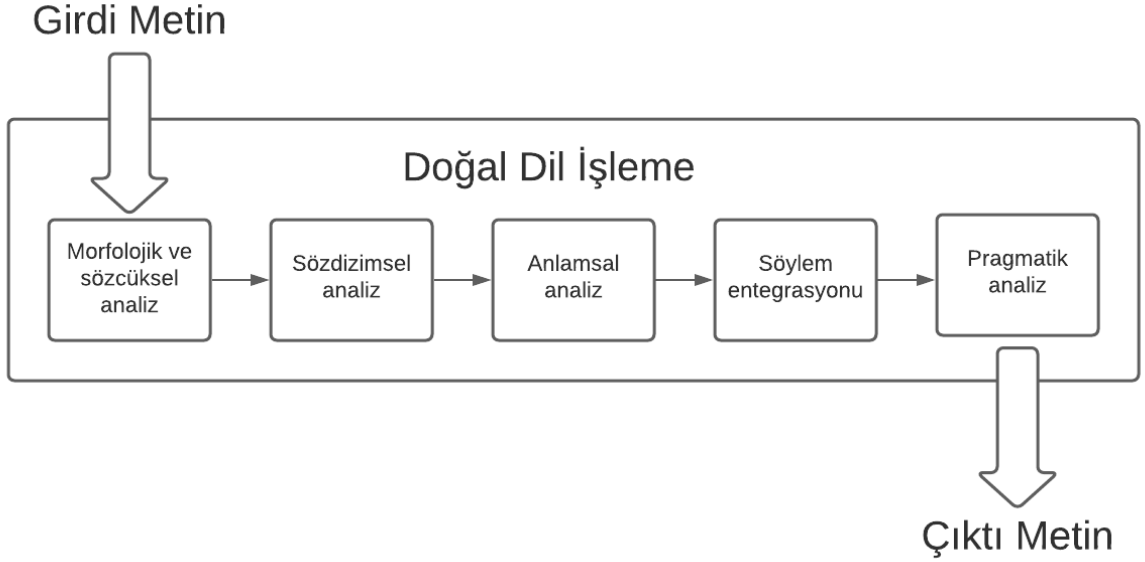 Girdi Metin
Doğal Dil İşleme
Morfolojik ve
sözcüksel
analiz
Sözdizimsel
analiz
Anlamsal
analiz
Söylem
entegrasyonu
Pragmatik
analiz
Çıktı Metin